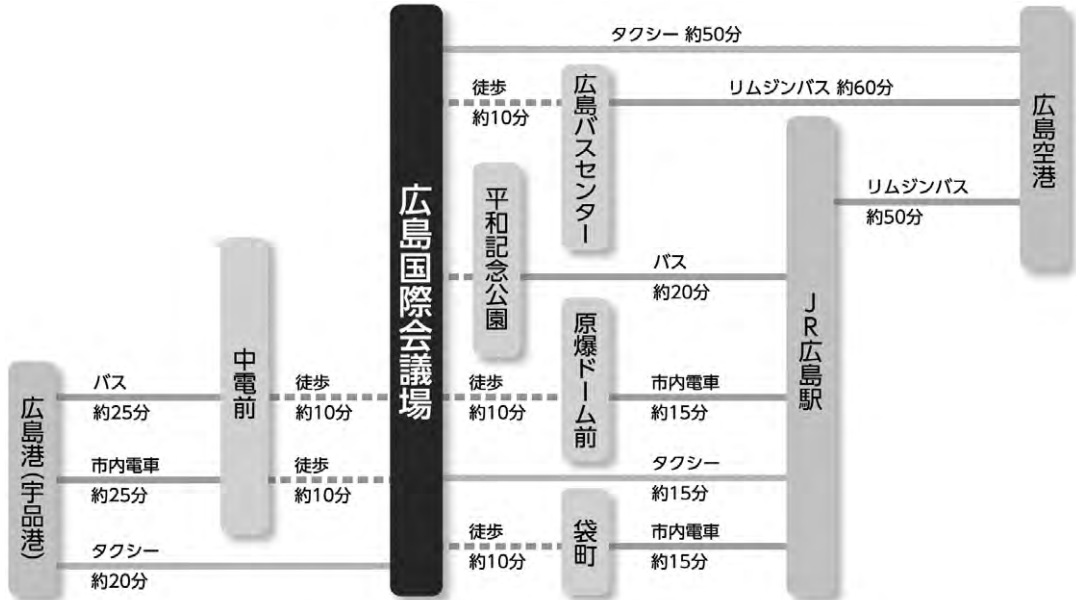 タクシー 約50分
徒歩
約10分
広島バスセンター
リムジンバス 約60分
広島空港
リムジンバス
約50分
広島国際会議場
平和記念公園
バス
約20分
JR広島駅
広島港(宇品港)
バス
約25分
中電前
徒歩
約10分
徒歩
約10分
原爆ドーム前
市内電車
約15分
市内電車
約25分
徒歩
約10分
タクシー
約15分
タクシー
約20分
徒歩
約10分
袋町
市内電車
約15分